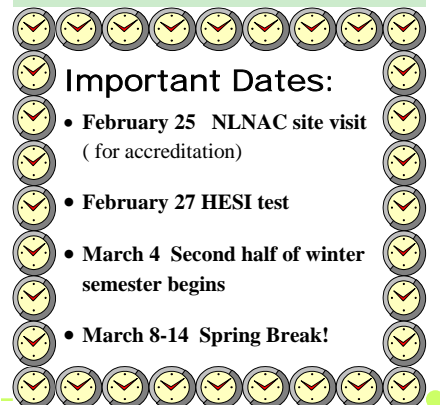 Important Dates:
• February 25   NLNAC site visit
( for accreditation)
• February 27 HESI test
• March 4  Second half of winter
semester begins
• March 8-14  Spring Break!